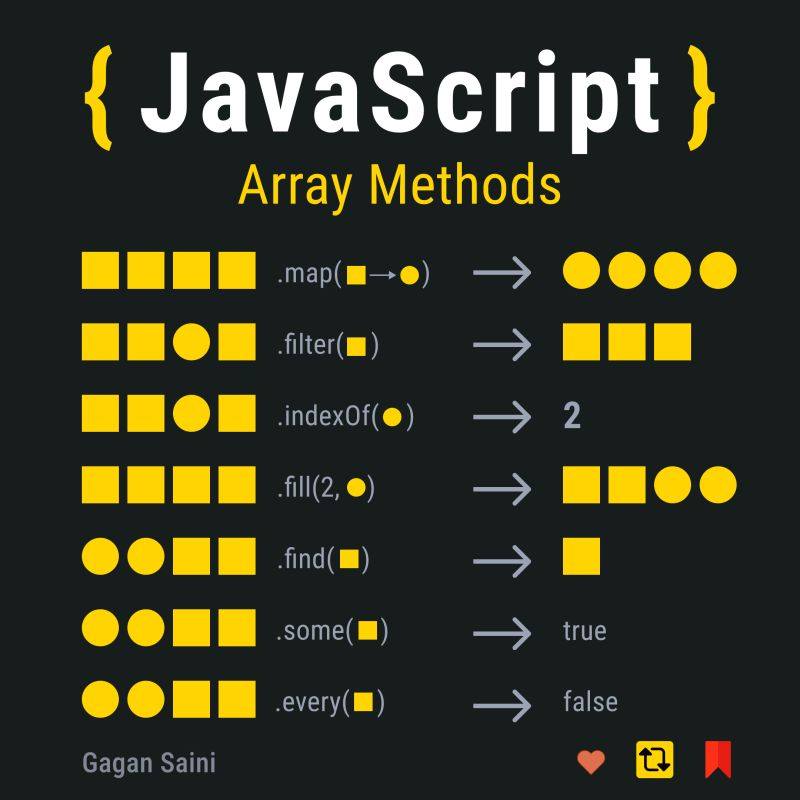 { JavaScript }
Array Methods
.map( → ) →
.filter( ) →
.indexOf( ) → 2
.fill(2, ) →
.find( ) →
.some( ) → true
.every( ) → false
Gagan Saini